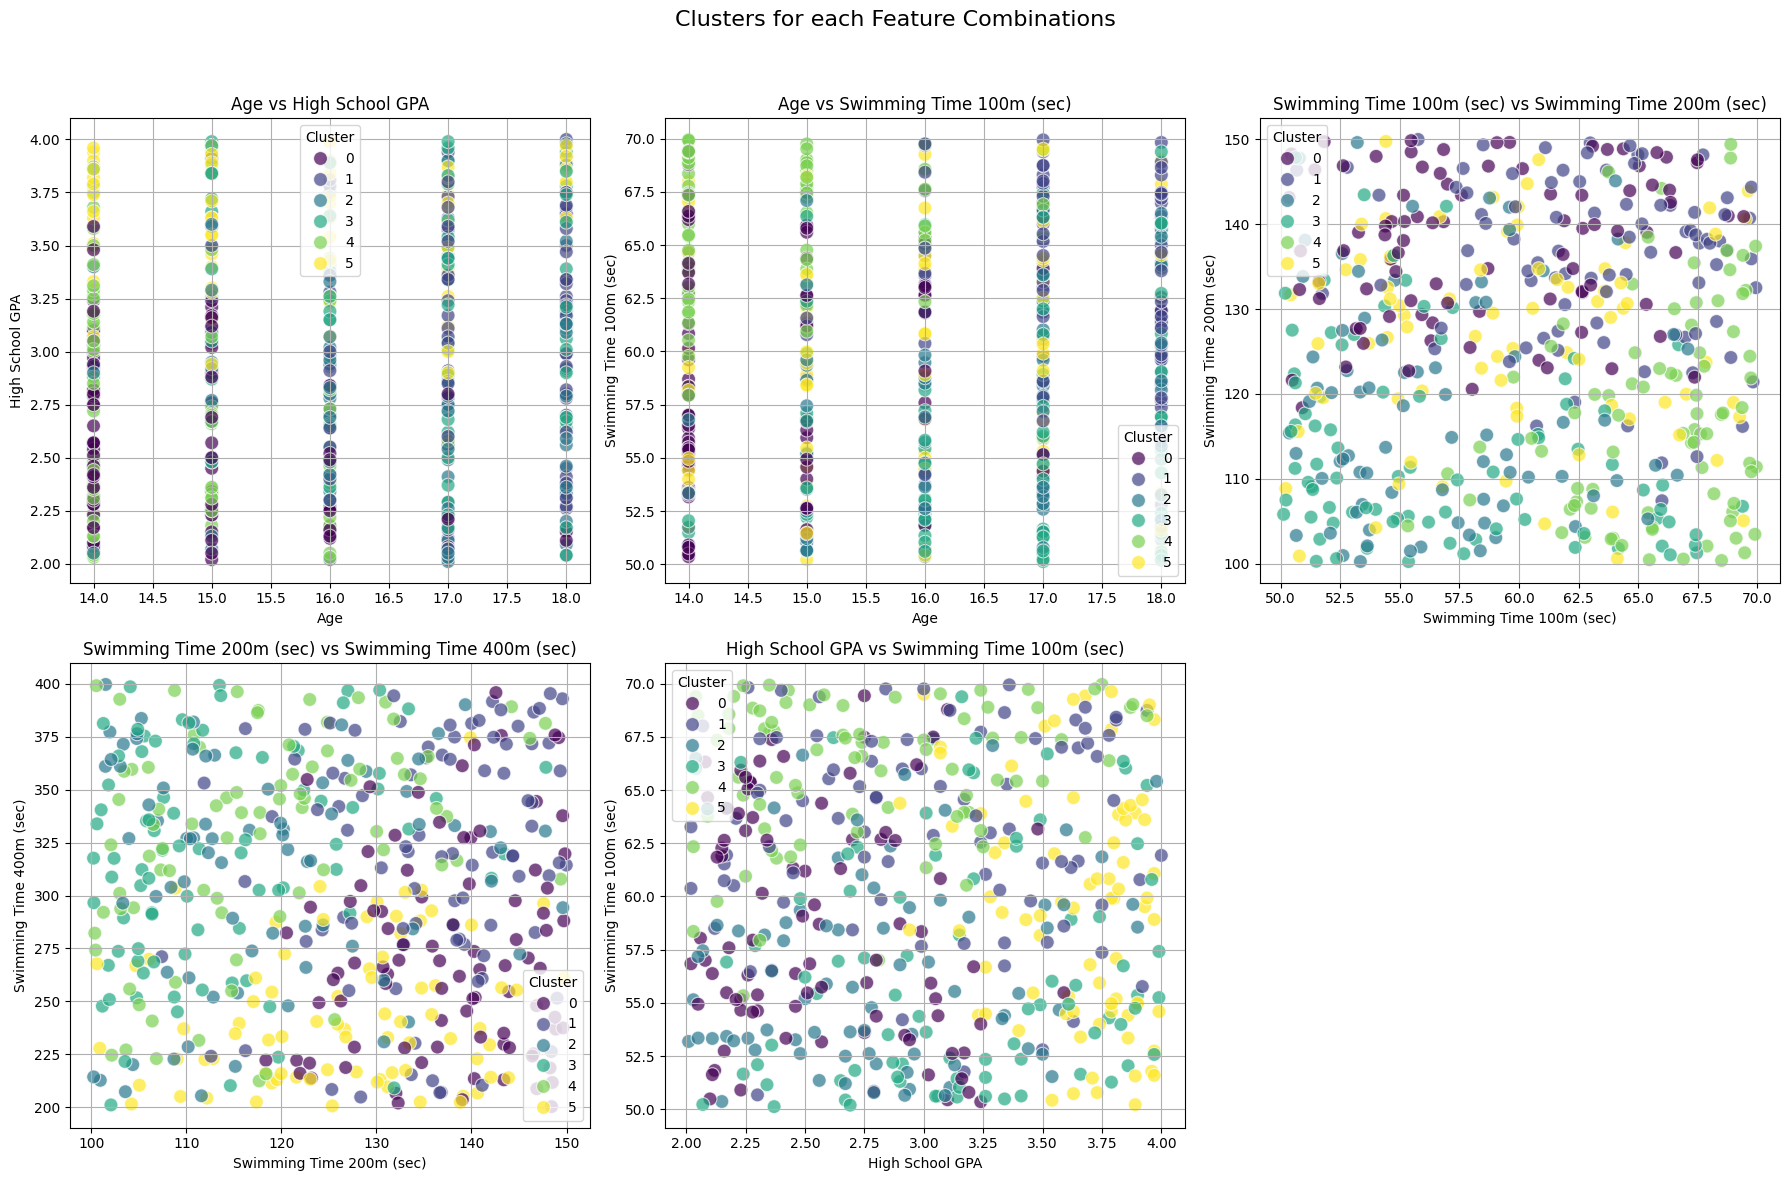 Clusters for each Feature Combinations
Age vs High School GPA
High School GPA
4.00
3.75
3.50
3.25
3.00
2.75
2.50
2.25
2.00
Cluster
0
1
2
3
4
5
14.0 14.5 15.0 15.5 16.0 16.5 17.0 17.5 18.0
Age
Age vs Swimming Time 100m (sec)
Swimming Time 100m (sec)
70.0
67.5
65.0
62.5
60.0
57.5
55.0
52.5
50.0
Cluster
0
1
2
3
4
5
14.0 14.5 15.0 15.5 16.0 16.5 17.0 17.5 18.0
Age
Swimming Time 100m (sec) vs Swimming Time 200m (sec)
Swimming Time 200m (sec)
150
140
130
120
110
100
Cluster
0
1
2
3
4
5
50.0 52.5 55.0 57.5 60.0 62.5 65.0 67.5 70.0
Swimming Time 100m (sec)
Swimming Time 200m (sec) vs Swimming Time 400m (sec)
Swimming Time 400m (sec)
400
375
350
325
300
275
250
225
200
Cluster
0
1
2
3
4
5
100 110 120 130 140 150
Swimming Time 200m (sec)
High School GPA vs Swimming Time 100m (sec)
Swimming Time 100m (sec)
70.0
67.5
65.0
62.5
60.0
57.5
55.0
52.5
50.0
Cluster
0
1
2
3
4
5
2.00 2.25 2.50 2.75 3.00 3.25 3.50 3.75 4.00
High School GPA